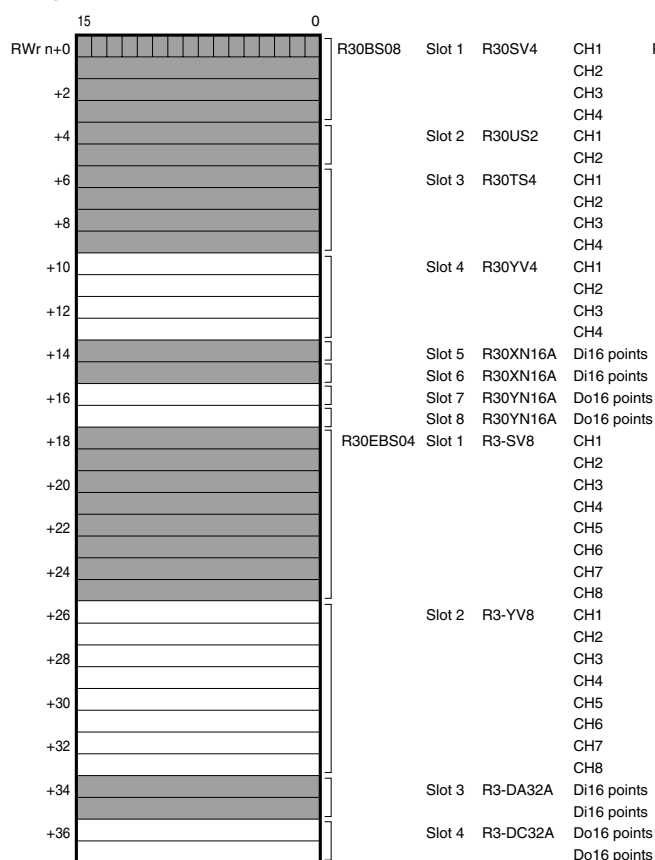 15 0
RWr n+0 R30BS08 Slot 1 R30SV4 CH1
CH2
+2 CH3
CH4
+4 Slot 2 R30US2 CH1
CH2
+6 Slot 3 R30TS4 CH1
CH2
+8 CH3
CH4
+10 Slot 4 R30YV4 CH1
CH2
+12 CH3
CH4
+14 Slot 5 R30XN16A Di16 points
Slot 6 R30XN16A Di16 points
+16 Slot 7 R30YN16A Do16 points
Slot 8 R30YN16A Do16 points
+18 R30EBS04 Slot 1 R3-SV8 CH1
CH2
+20 CH3
CH4
+22 CH5
CH6
+24 CH7
CH8
+26 Slot 2 R3-YV8 CH1
CH2
+28 CH3
CH4
+30 CH5
CH6
+32 CH7
CH8
+34 Slot 3 R3-DA32A Di16 points
Di16 points
+36 Slot 4 R3-DC32A Do16 points
Do16 points